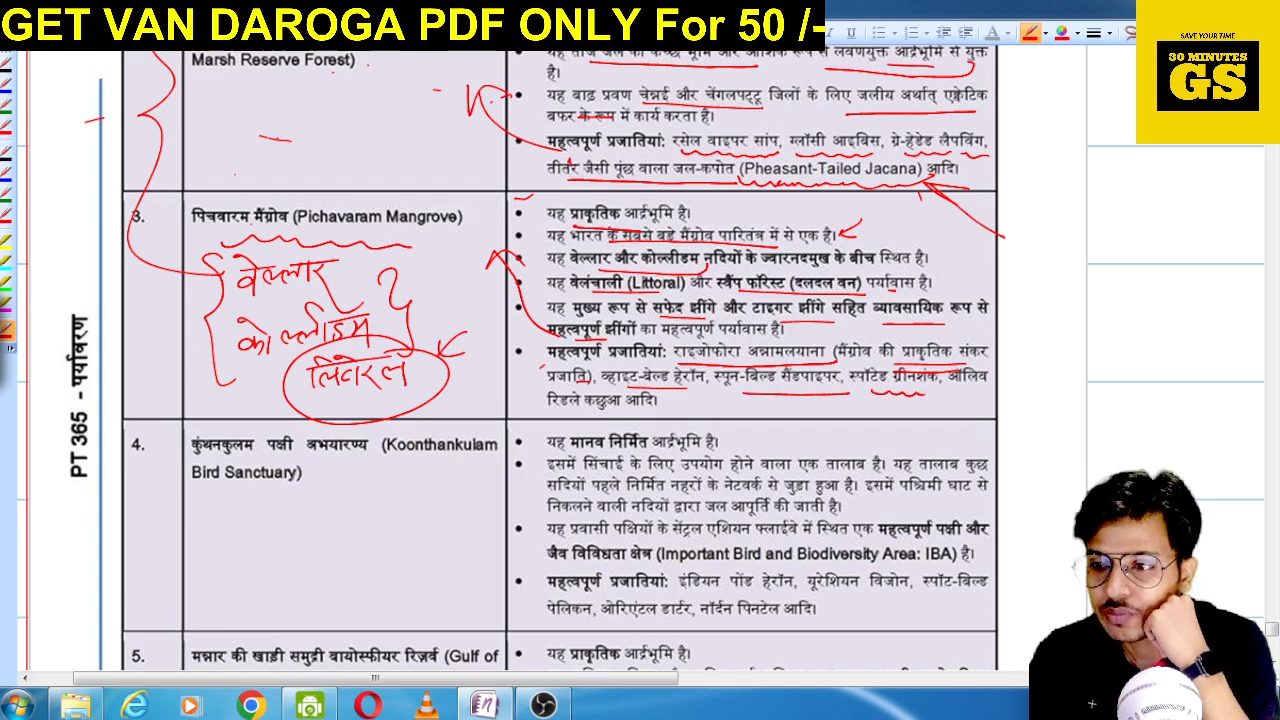 GET VAN DAROGA PDF ONLY For 50 /-
SAVE YOUR TIME
30 MINUTES
GS
Marsh Reserve Forest)
यह ताजे जल की कच्छ भूमि और आंशिक रूप से लवणयुक्त आर्द्रभूमि से युक्त
है।
यह बाढ़ प्रवण चेन्नई और चेंगलपट्टू जिलों के लिए जलीय अर्थात् एक्वेटिक
बफर के रूप में कार्य करता है।
महत्वपूर्ण प्रजातियां: रसेल वाइपर सांप, ग्लॉसी आइबिस, ग्रे-हेडेड लैपविंग,
तीतर जैसी पूंछ वाला जल-कपोत (Pheasant-Tailed Jacana) आदि।
3.
पिचवारम मैंग्रोव (Pichavaram Mangrove)
वेल्लार
कोल्लीडम
लिटोरल
यह प्राकृतिक आर्द्रभूमि है।
यह भारत के सबसे बड़े मैंग्रोव पारितंत्र में से एक है।
यह वेल्लार और कोल्लीडम नदियों के ज्वारनदमुख के बीच स्थित है।
यह वेलांचाली (Littoral) और स्वैंप फॉरेस्ट (दलदल वन) पर्यावास है।
यह मुख्य रूप से सफेद झींगे और टाइगर झींगे सहित व्यावसायिक रूप से
महत्वपूर्ण झींगों का महत्वपूर्ण पर्यावास है।
महत्वपूर्ण प्रजातियां: राइजोफोरा अन्नामलयाना (मैंग्रोव की प्राकृतिक संकर
प्रजाति), व्हाइट-बेल्ड हेरॉन, स्पून-बिल्ड सैंडपाइपर, स्पॉटेड ग्रीनशंक, ऑलिव
रिडले कछुआ आदि।
4.
कुंथनकुलम पक्षी अभयारण्य (Koonthankulam
Bird Sanctuary)
यह मानव निर्मित आर्द्रभूमि है।
इसमें सिंचाई के लिए उपयोग होने वाला एक तालाब है। यह तालाब कुछ
सदियों पहले निर्मित नहरों के नेटवर्क से जुड़ा हुआ है। इसमें पश्चिमी घाट से
निकलने वाली नदियों द्वारा जल आपूर्ति की जाती है।
यह प्रवासी पक्षियों के सेंट्रल एशियन फ्लाईवे में स्थित एक महत्वपूर्ण पक्षी और
जैव विविधता क्षेत्र (Important Bird and Biodiversity Area: IBA) है।
महत्वपूर्ण प्रजातियां: इंडियन पोंड हेरॉन, यूरेशियन विजोन, स्पॉट-बिल्ड
पेलिकन, ओरिएंटल डार्टर, नॉर्दन पिनटेल आदि।
5.
मन्नार की खाड़ी समुद्री बायोस्फीयर रिज़र्व (Gulf of
यह प्राकृतिक आर्द्रभूमि है।
PT 365 - पर्यावरण